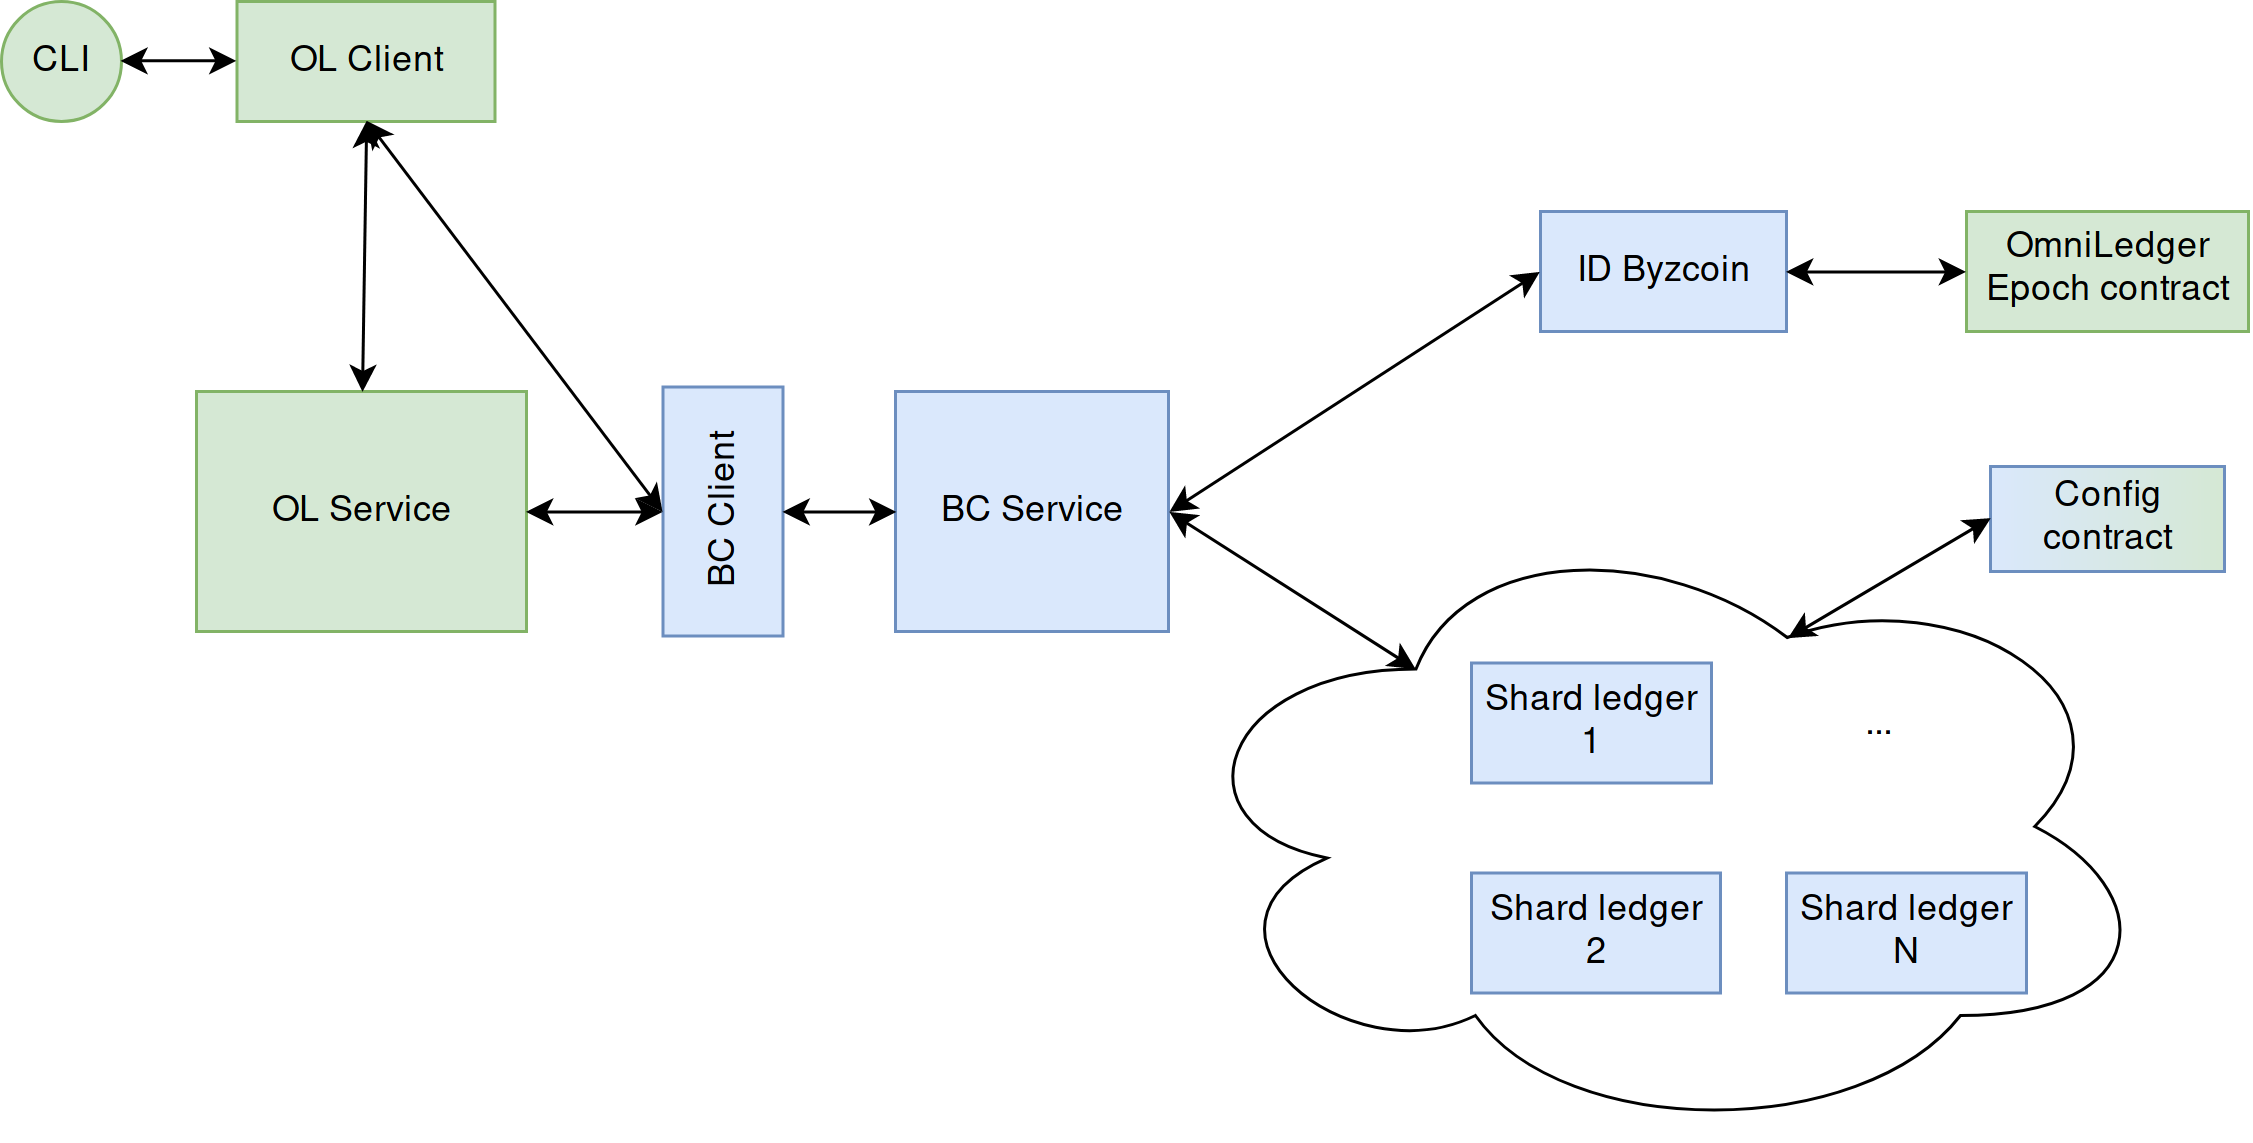 CLI
OL Client
ID Byzcoin
OmniLedger
Epoch contract
OL Service
BC Client
BC Service
Config
contract
Shard ledger
1
...
Shard ledger
2
Shard ledger
N